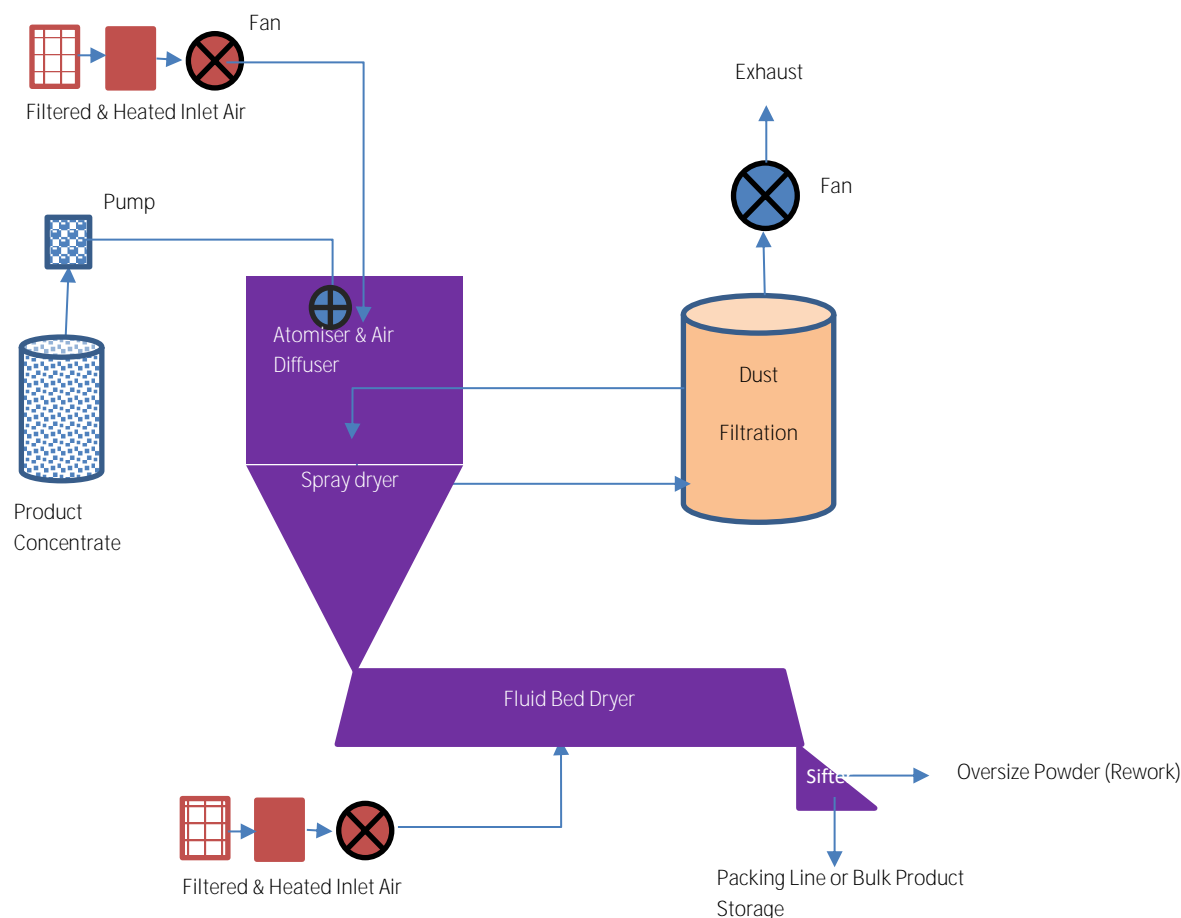 Fan
Filtered & Heated Inlet Air
Exhaust
Fan
Pump
Atomiser & Air
Diffuser
Dust
Filtration
Spray dryer
Product
Concentrate
Fluid Bed Dryer
Sifte
Oversize Powder (Rework)
Filtered & Heated Inlet Air
Packing Line or Bulk Product
Storage